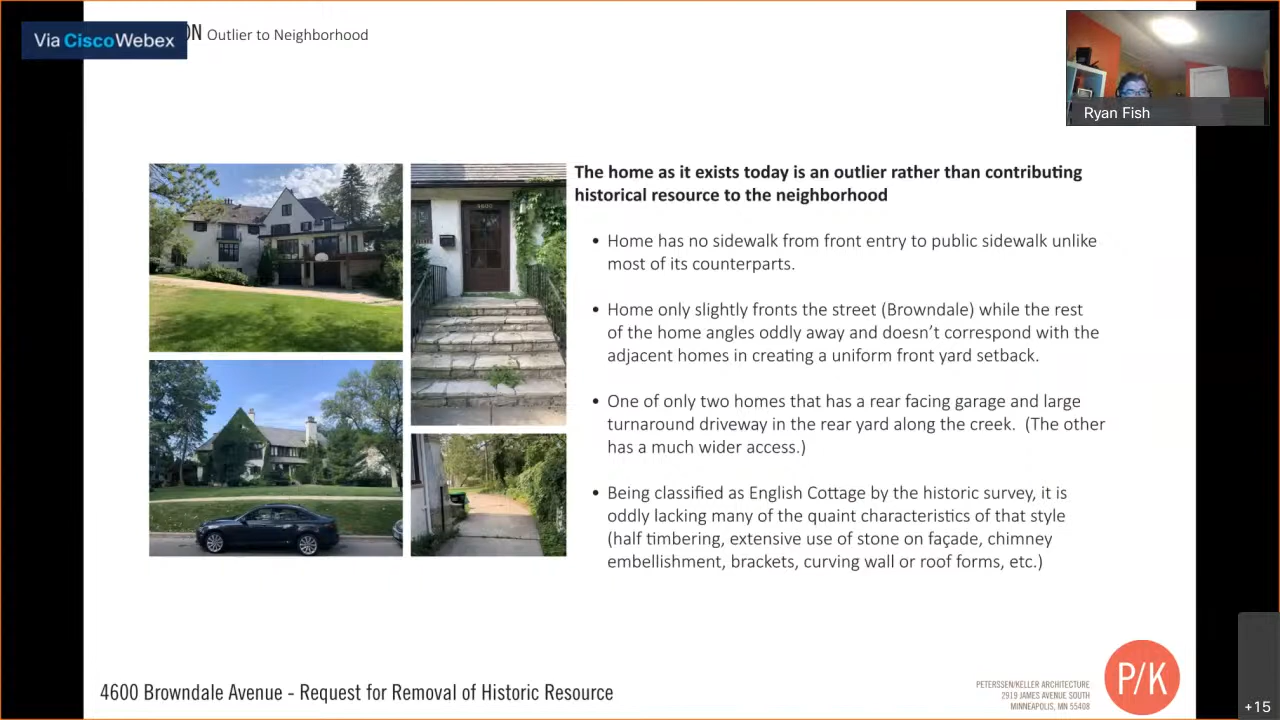 Via CiscoWebex
ON Outlier to Neighborhood
Ryan Fish
The home as it exists today is an outlier rather than contributing
historical resource to the neighborhood
• Home has no sidewalk from front entry to public sidewalk unlike
most of its counterparts.
• Home only slightly fronts the street (Browndale) while the rest
of the home angles oddly away and doesn't correspond with the
adjacent homes in creating a uniform front yard setback.
• One of only two homes that has a rear facing garage and large
turnaround driveway in the rear yard along the creek. (The other
has a much wider access.)
• Being classified as English Cottage by the historic survey, it is
oddly lacking many of the quaint characteristics of that style
(half timbering, extensive use of stone on façade, chimney
embellishment, brackets, curving wall or roof forms, etc.)
4600 Browndale Avenue - Request for Removal of Historic Resource
PETERSSEN/KELLER ARCHITECTURE
2919 JAMES AVENUE SOUTH
MINNEAPOLIS, MN 55408
P/K
+15